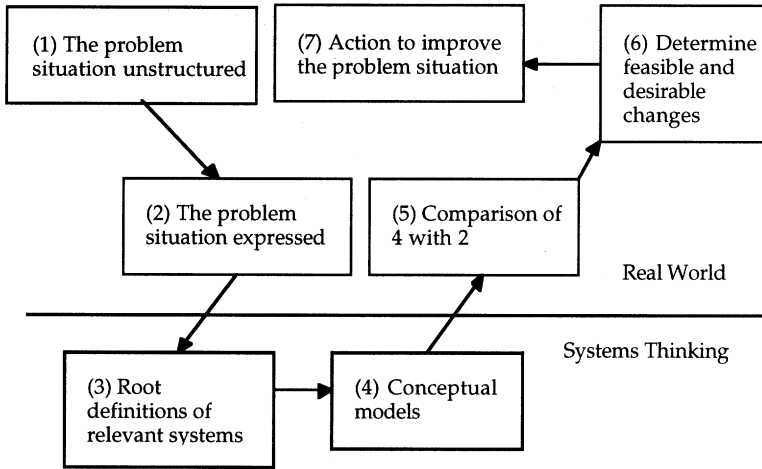 (1) The problem
situation unstructured
(7) Action to improve
the problem situation
(6) Determine
feasible and
desirable
changes
(2) The problem
situation expressed
(5) Comparison of
4 with 2
Real World
Systems Thinking
(3) Root
definitions of
relevant systems
(4) Conceptual
models